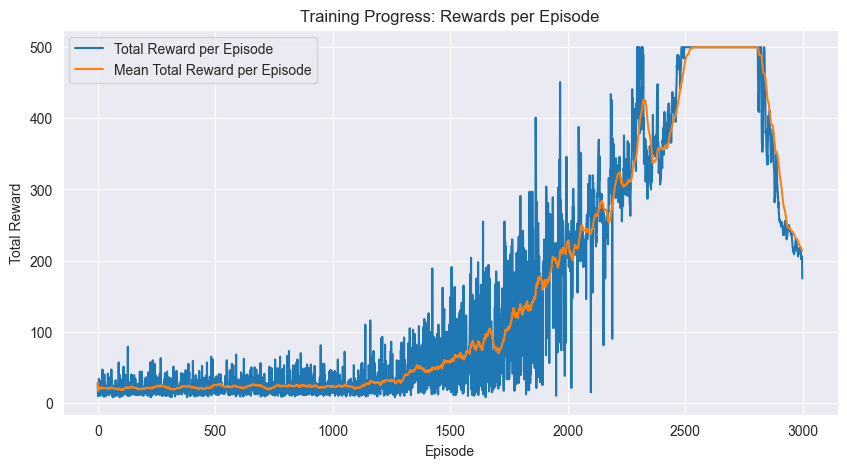 Training Progress: Rewards per Episode
Total Reward per Episode
Mean Total Reward per Episode
500
400
300
200
100
0
Total Reward
0
500
1000
1500
2000
2500
3000
Episode